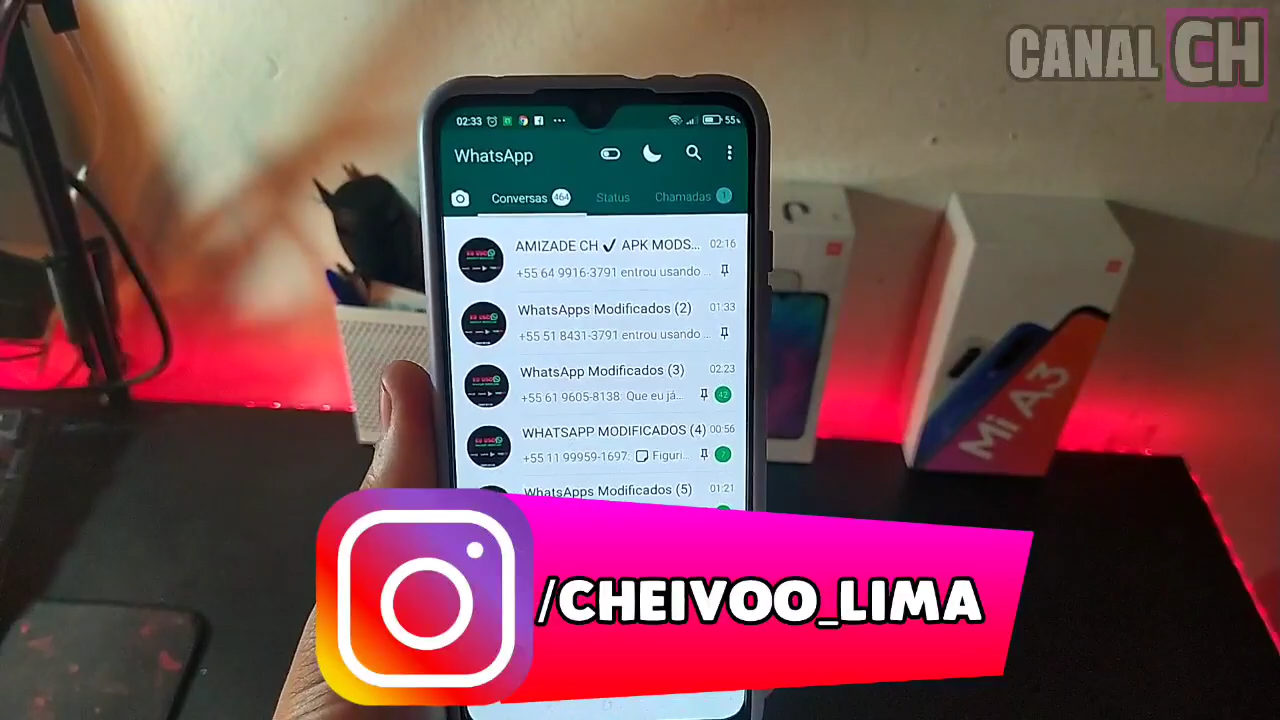 CANAL CH
02:33
55%
WhatsApp
Conversas 464 Status Chamadas 1
AMIZADE CH ✓ APK MODS... 02:16
+55 64 9916-3791 entrou usando ...
WhatsApps Modificados (2) 01:33
+55 51 8431-3791 entrou usando ...
WhatsApp Modificados (3) 02:23
+55 61 9605-8138: Que eu já... 42
WHATSAPP MODIFICADOS (4) 00:56
+55 11 99959-1697: Figuri... 7
WhatsApps Modificados (5) 01:21
Mi A3
/CHEIVOO_LIMA